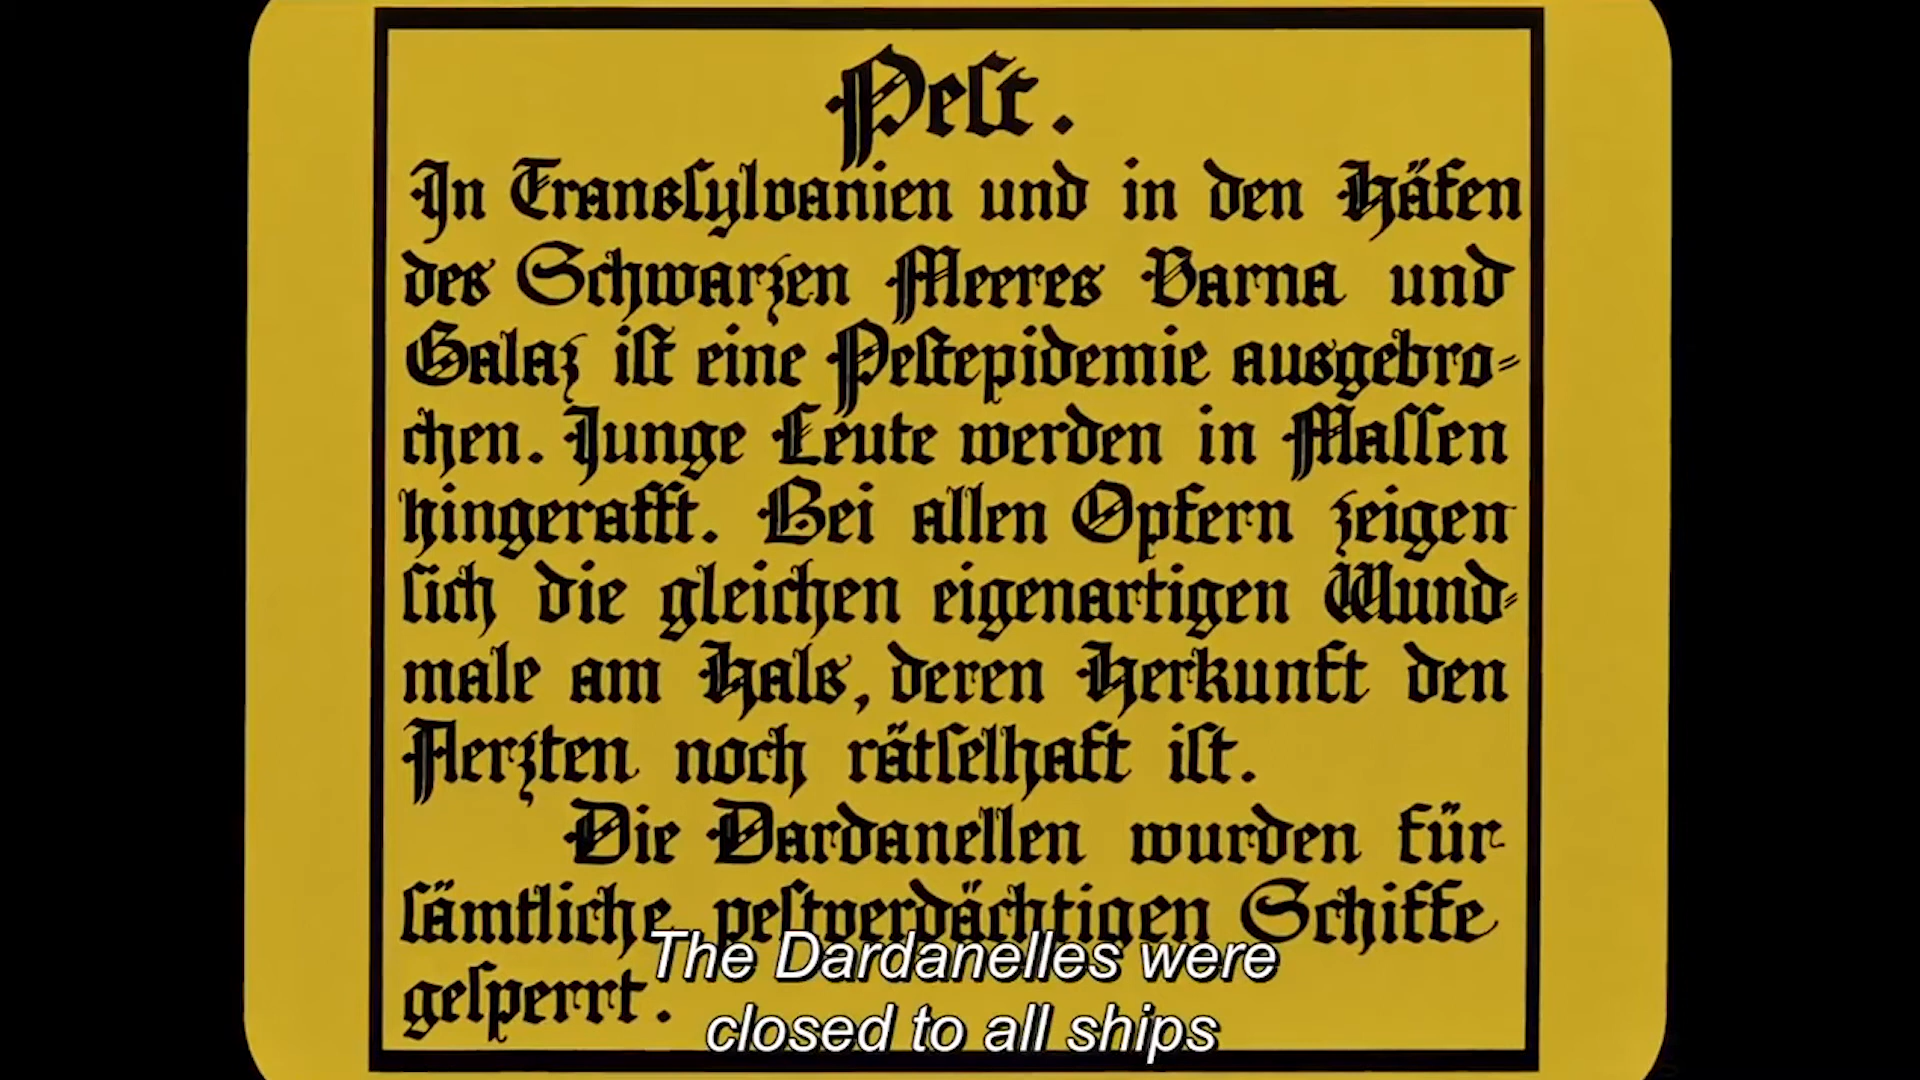 Pest.
In Transsylvanien und in den Häfen
des Schwarzen Meeres Varna und
Galaz ist eine Pestepidemie ausgebro-
chen. Junge Leute werden in Massen
hingerafft. Bei allen Opfern zeigen
sich die gleichen eigenartigen Wund-
male am Hals, deren Herkunft den
Aerzten noch rätselhaft ist.
Die Dardanellen wurden für
sämtliche pestverdächtigen Schiffe
gesperrt.
The Dardanelles were
closed to all ships